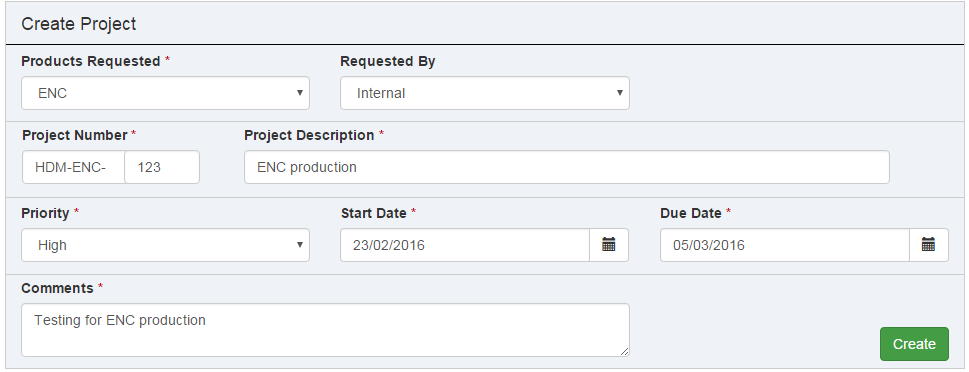 Create Project
Products Requested * Requested By
ENC Internal
Project Number * Project Description *
HDM-ENC- 123 ENC production
Priority * Start Date * Due Date *
High 23/02/2016 05/03/2016
Comments *
Testing for ENC production
Create